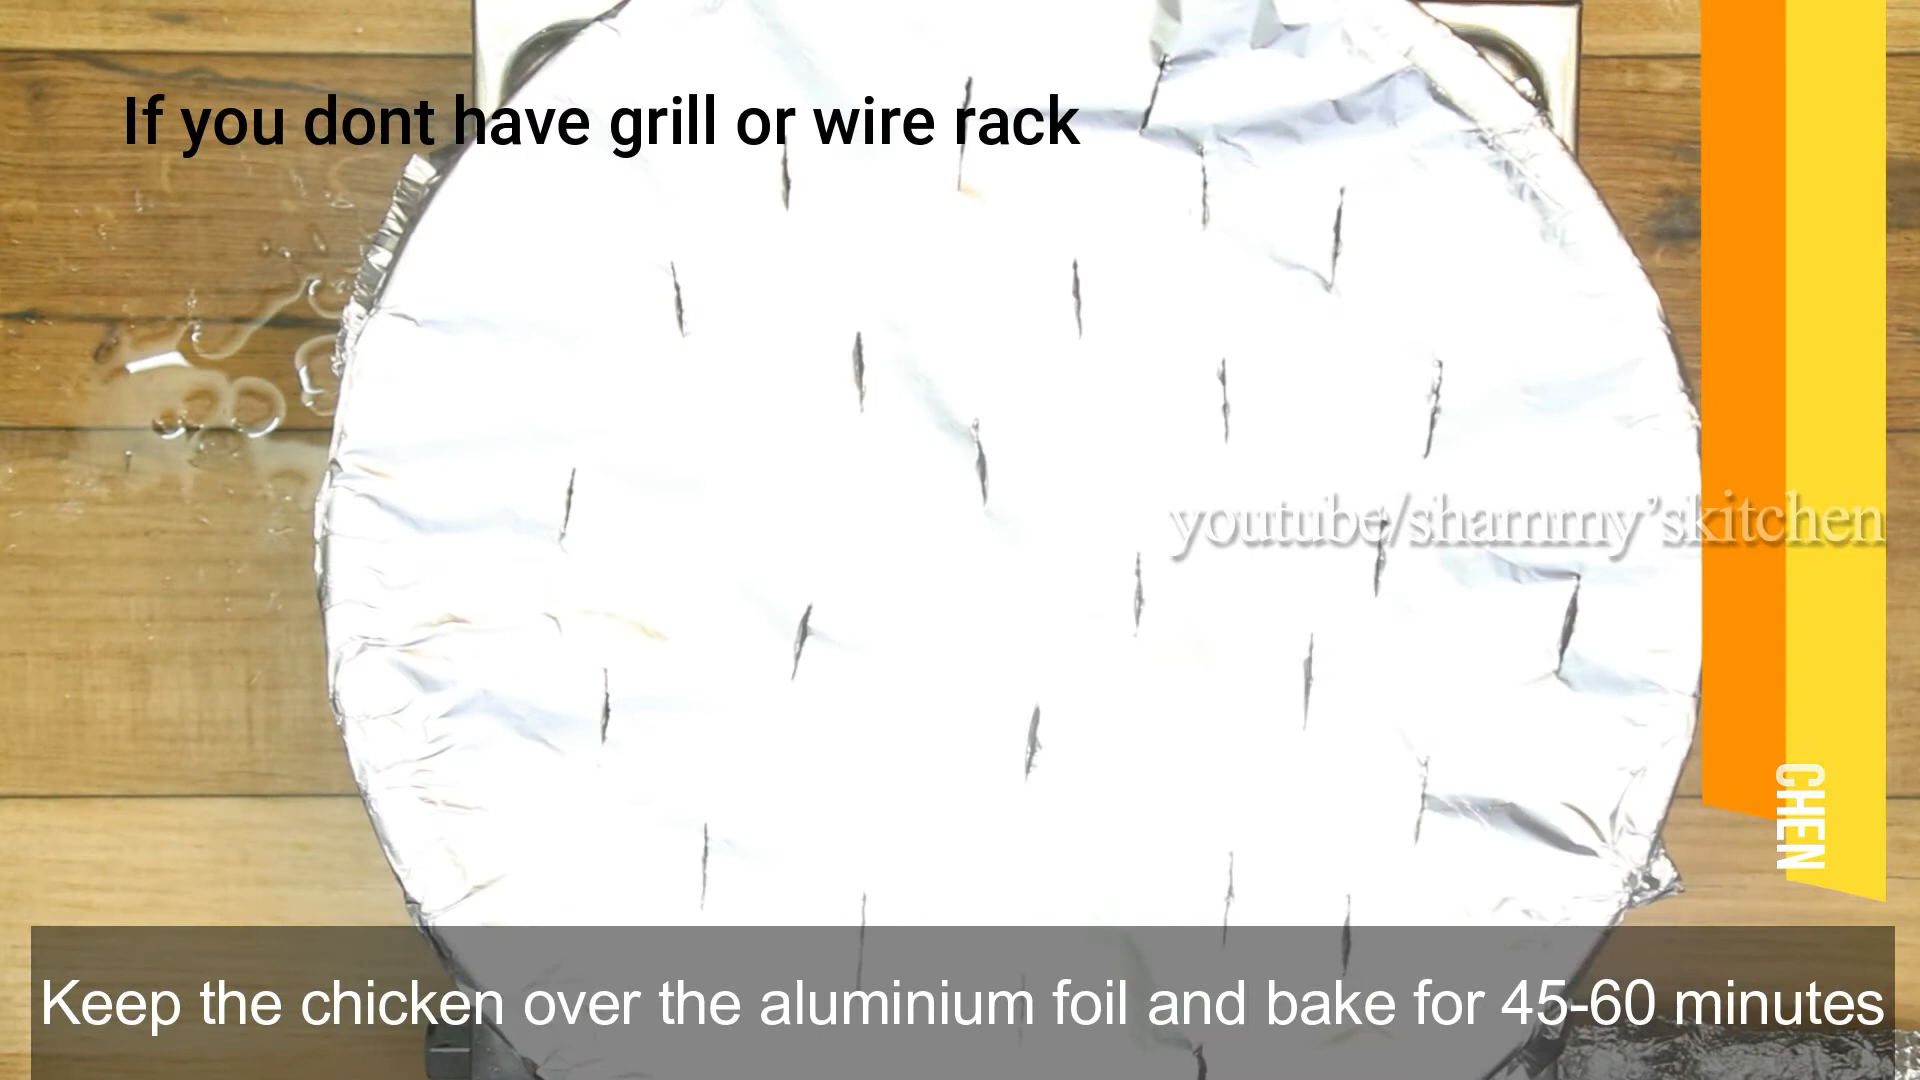 If you dont have grill or wire rack
youtube/shammy'skitchen
CHEN
Keep the chicken over the aluminium foil and bake for 45-60 minutes